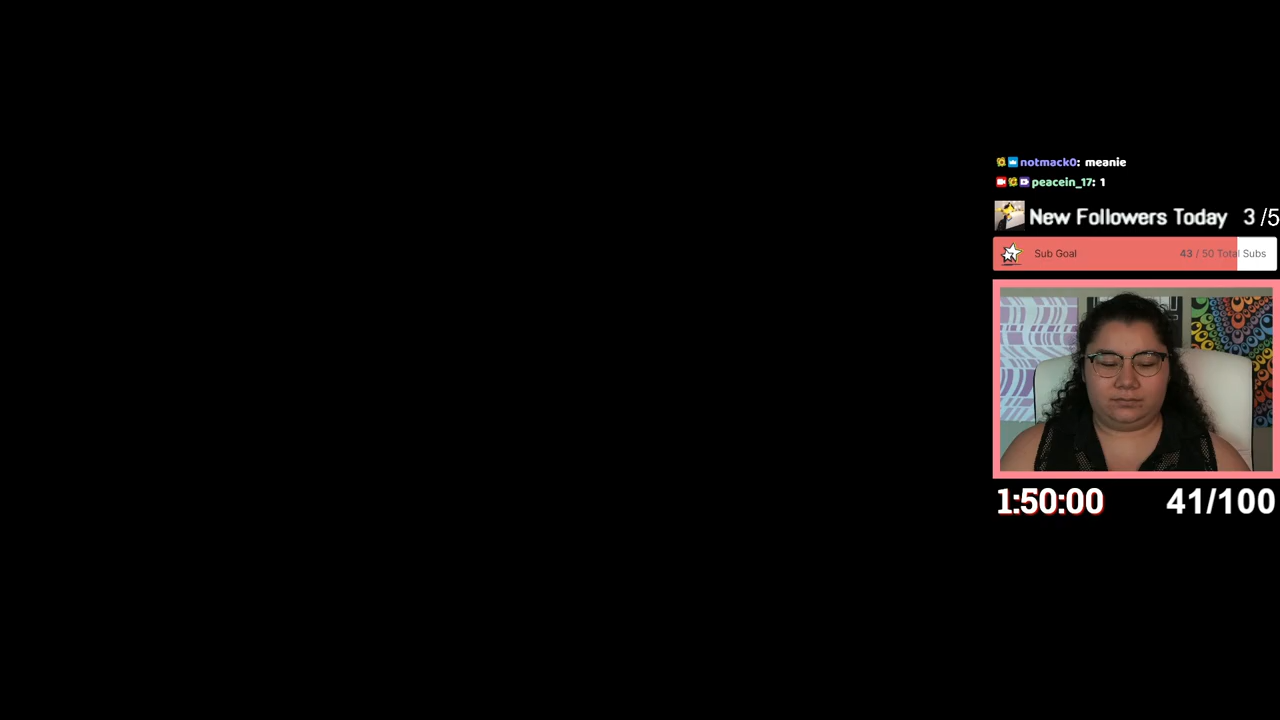 notmack0: meanie
peacein_17: 1
New Followers Today 3 /5
Sub Goal 43 / 50 Total Subs
1:50:00 41/100